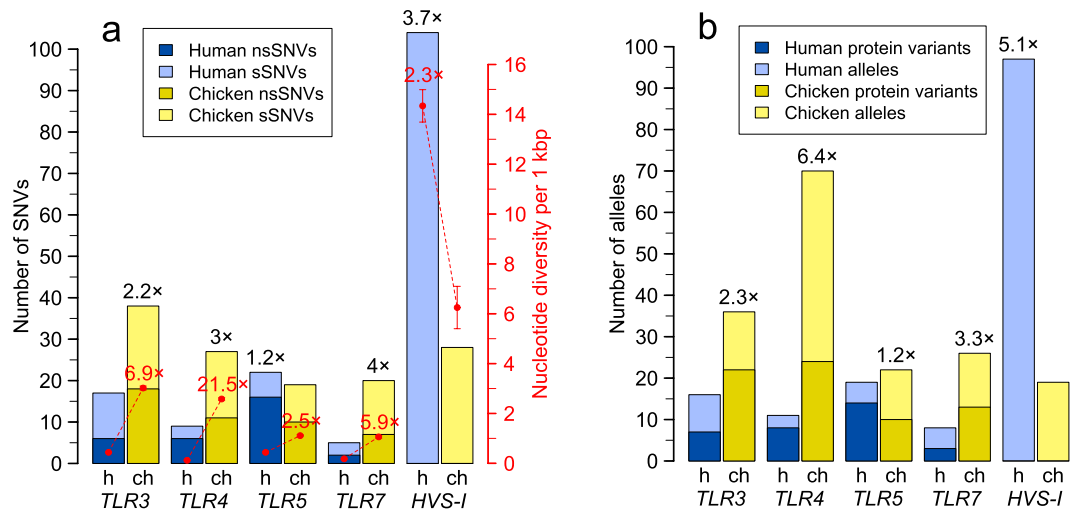 a
Human nsSNVs
Human sSNVs
Chicken nsSNVs
Chicken sSNVs
Number of SNVs
100
90
80
70
60
50
40
30
20
10
0
2.2×
3×
1.2×
4×
3.7×
6.9×
21.5×
2.5×
5.9×
2.3×
16
14
12
10
8
6
4
2
0
Nucleotide diversity per 1 kbp
h ch h ch h ch h ch h ch
TLR3 TLR4 TLR5 TLR7 HVS-I
b
Human protein variants
Human alleles
Chicken protein variants
Chicken alleles
Number of alleles
100
90
80
70
60
50
40
30
20
10
0
2.3×
6.4×
1.2×
3.3×
5.1×
h ch h ch h ch h ch h ch
TLR3 TLR4 TLR5 TLR7 HVS-I